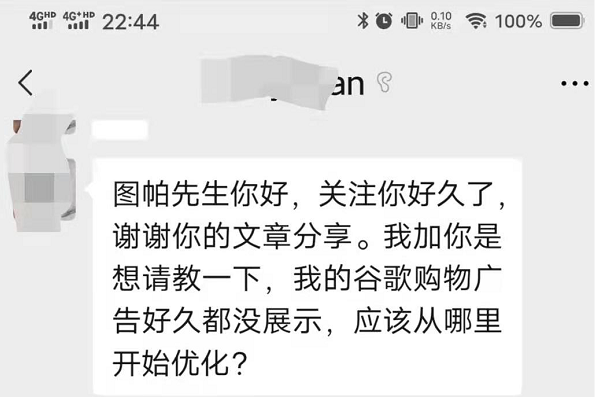 4GHD 4G+HD 22:44 0.10 KB/s 100%
an
图帕先生你好，关注你好久了，
谢谢你的文章分享。我加你是
想请教一下，我的谷歌购物广
告好久都没展示，应该从哪里
开始优化？